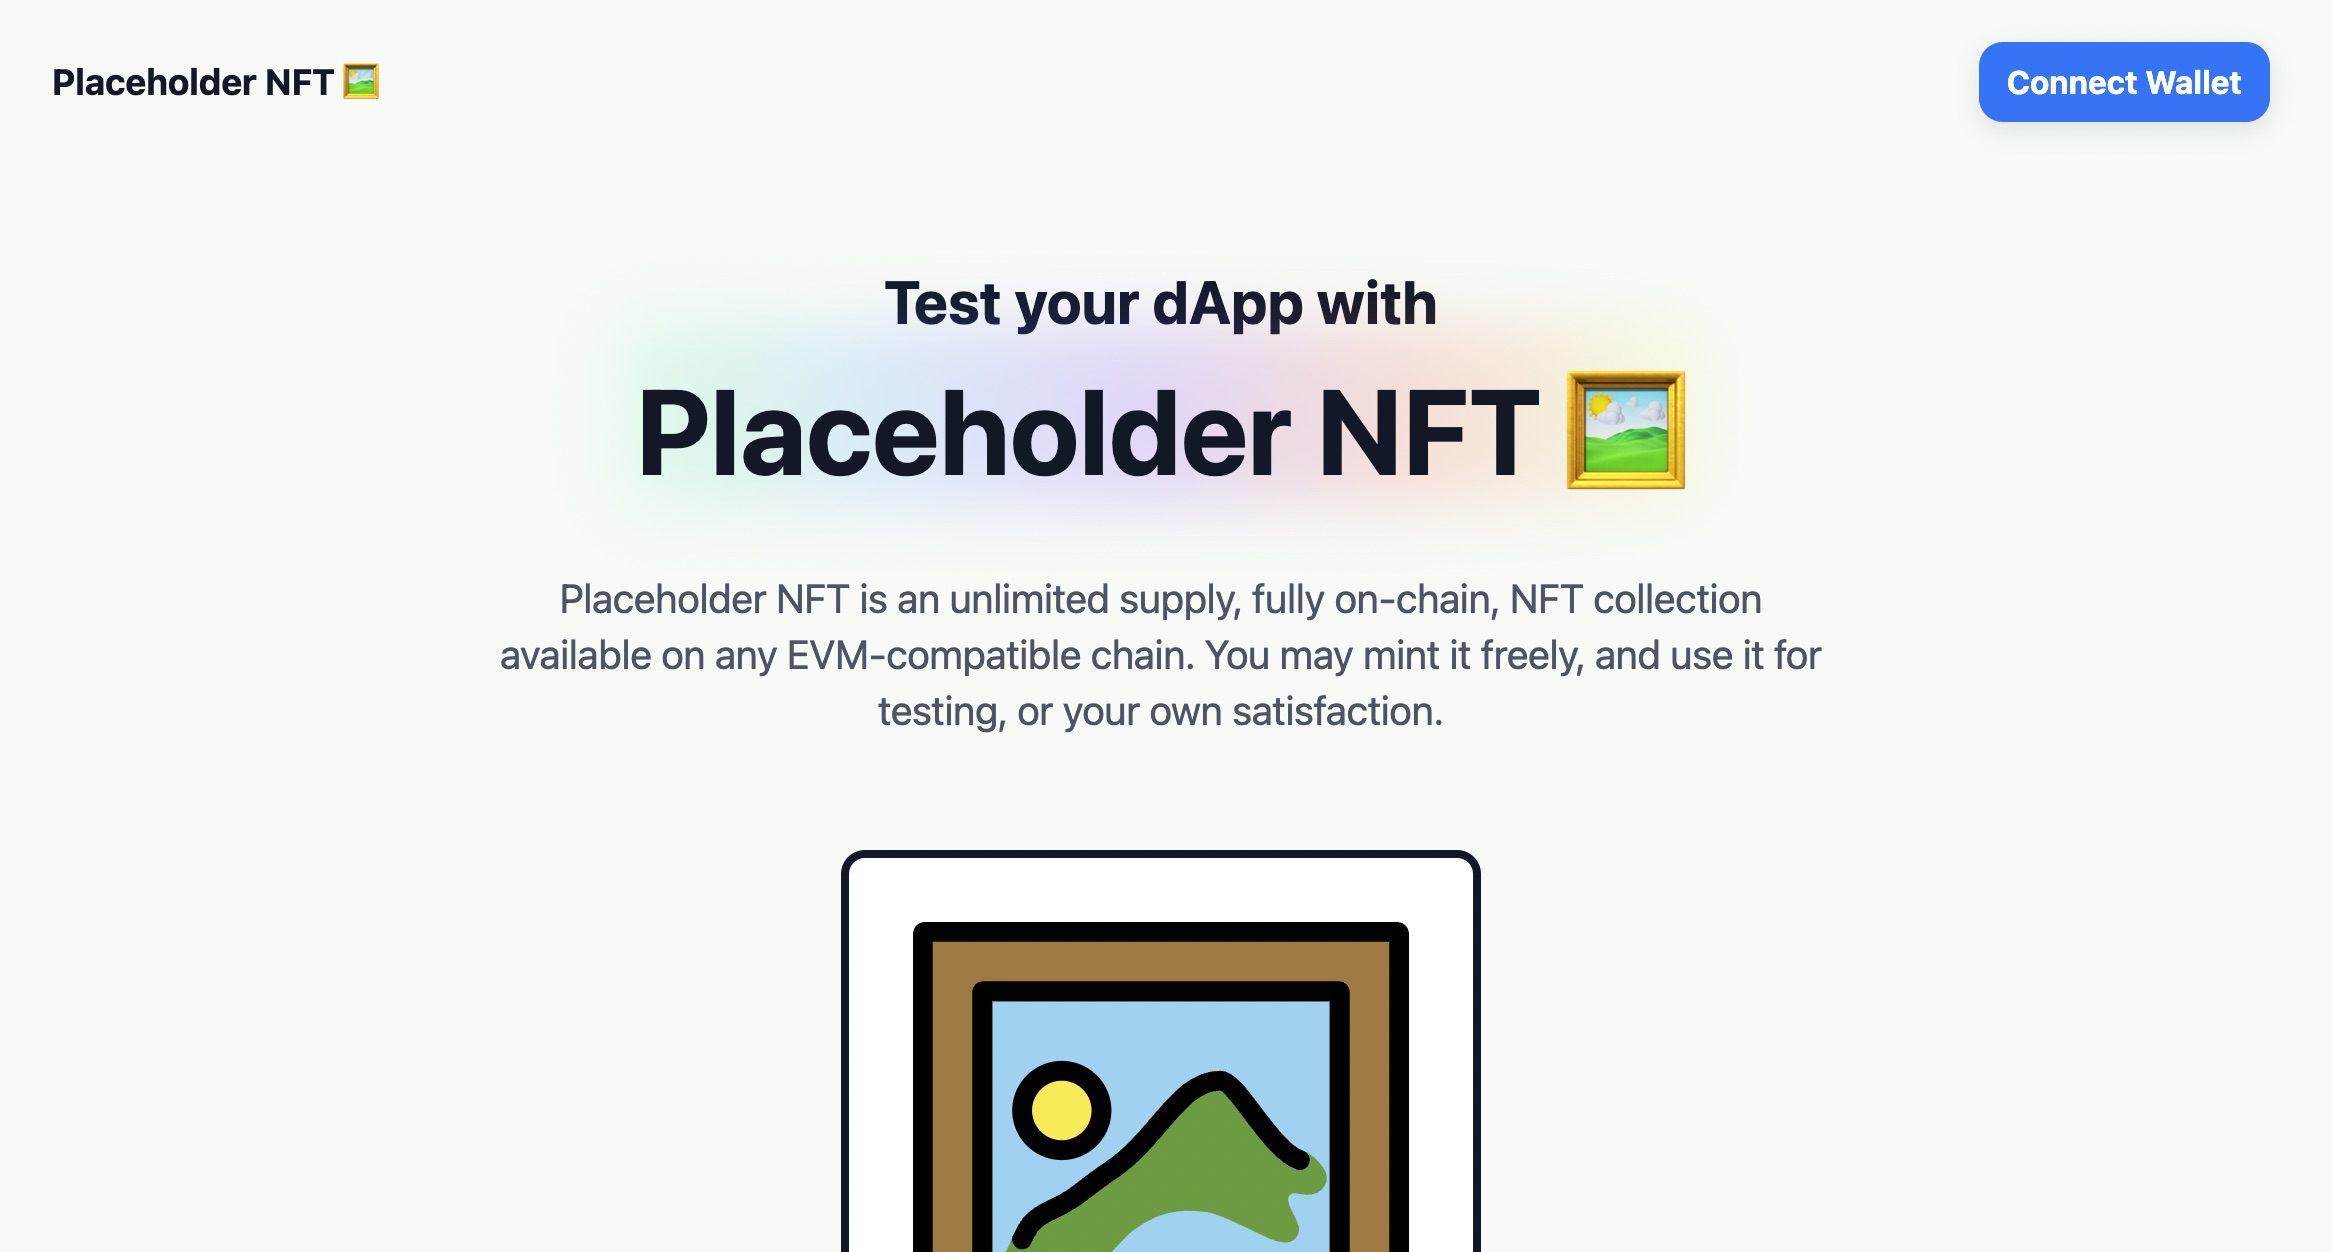 Placeholder NFT 🖼️
Connect Wallet
Test your dApp with
Placeholder NFT 🖼️
Placeholder NFT is an unlimited supply, fully on-chain, NFT collection
available on any EVM-compatible chain. You may mint it freely, and use it for
testing, or your own satisfaction.